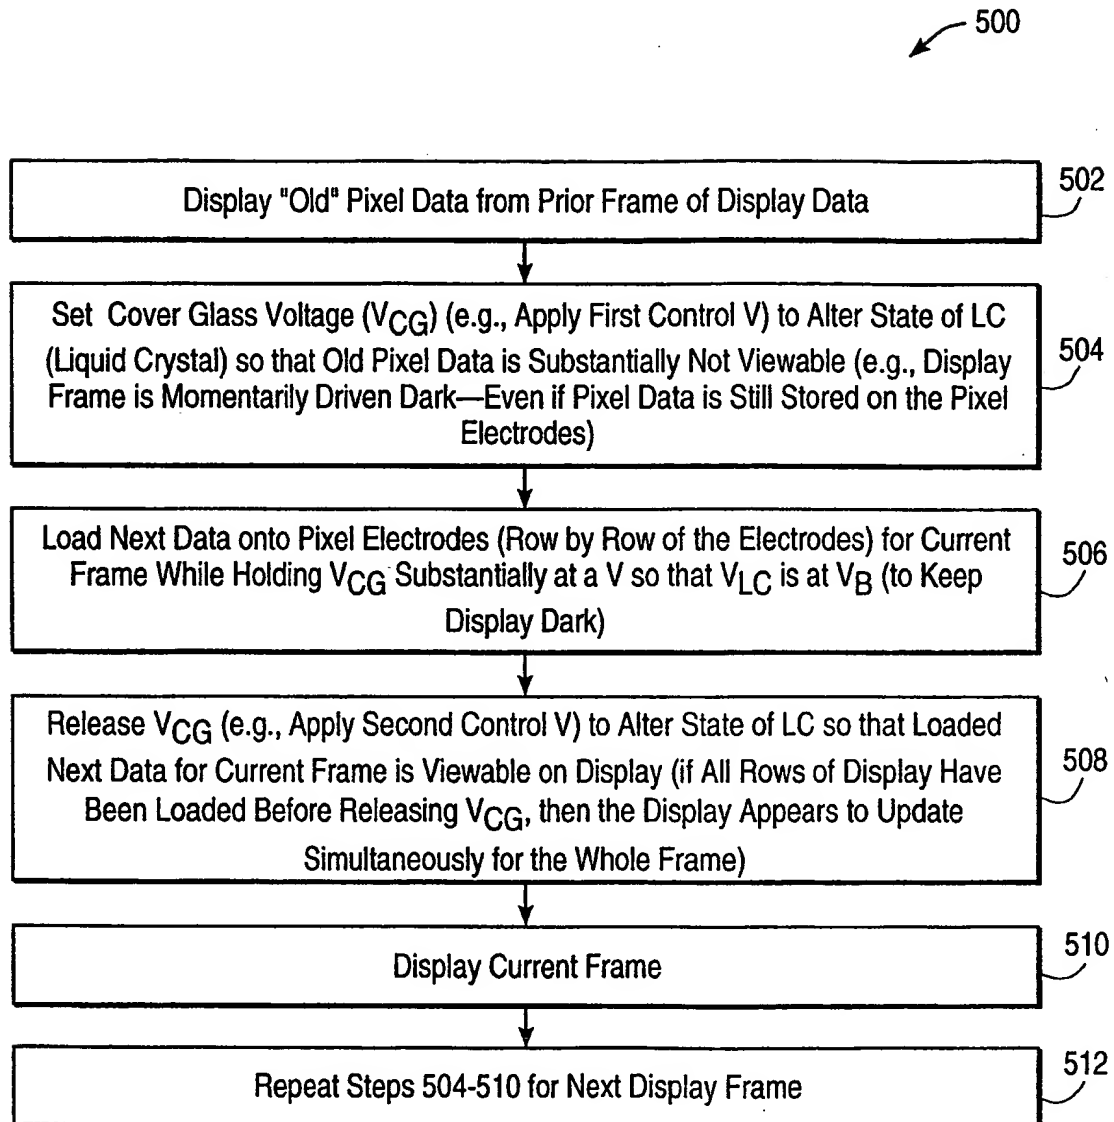 500
Display "Old" Pixel Data from Prior Frame of Display Data
502
Set Cover Glass Voltage (VCG) (e.g., Apply First Control V) to Alter State of LC
(Liquid Crystal) so that Old Pixel Data is Substantially Not Viewable (e.g., Display
Frame is Momentarily Driven Dark—Even if Pixel Data is Still Stored on the Pixel
Electrodes)
504
Load Next Data onto Pixel Electrodes (Row by Row of the Electrodes) for Current
Frame While Holding VCG Substantially at a V so that VLC is at VB (to Keep
Display Dark)
506
Release VCG (e.g., Apply Second Control V) to Alter State of LC so that Loaded
Next Data for Current Frame is Viewable on Display (if All Rows of Display Have
Been Loaded Before Releasing VCG, then the Display Appears to Update
Simultaneously for the Whole Frame)
508
Display Current Frame
510
Repeat Steps 504-510 for Next Display Frame
512